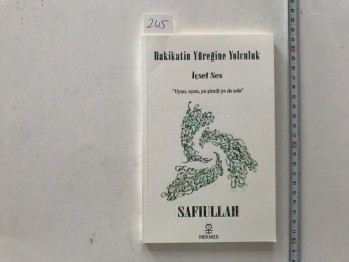 245
Hakikatin Yüreğine Yolculuk
İçsel Ses
"Uyan, uyan, ya şimdi ya da asla"
SAFIULLAH
HERMES